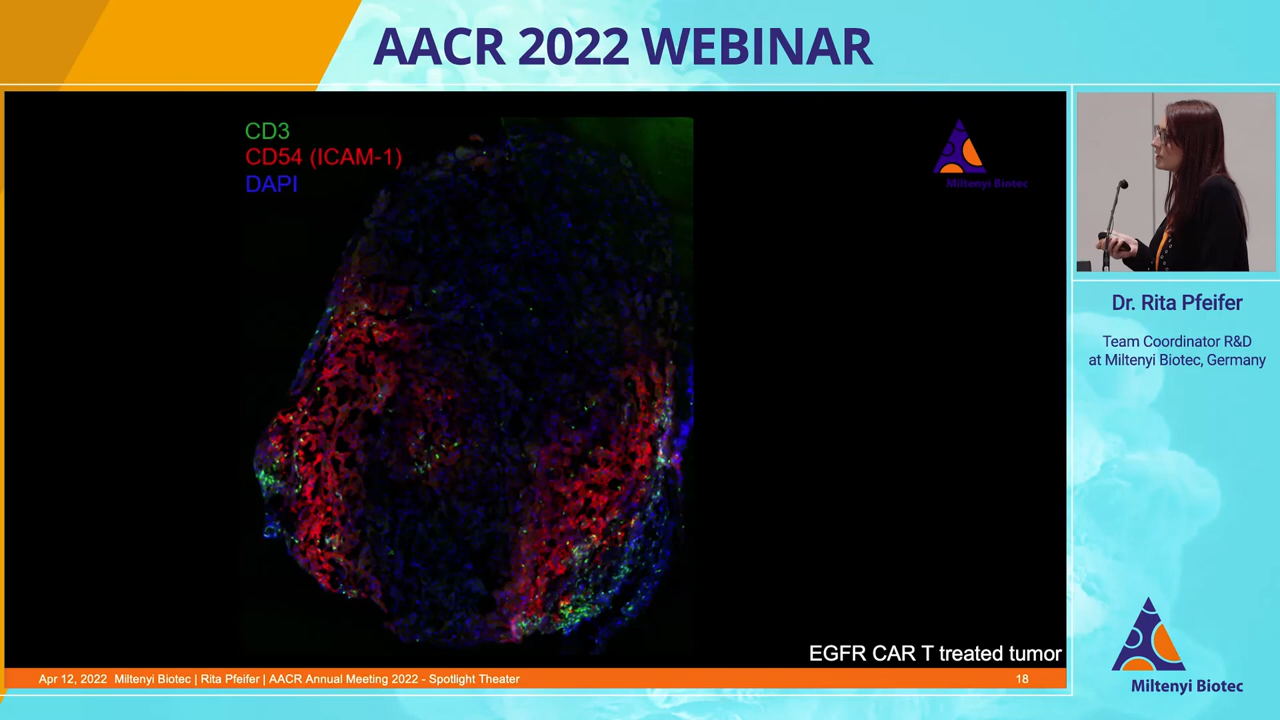 AACR 2022 WEBINAR
CD3
CD54 (ICAM-1)
DAPI
Miltenyi Biotec
EGFR CAR T treated tumor
Apr 12, 2022 Miltenyi Biotec | Rita Pfeifer | AACR Annual Meeting 2022 - Spotlight Theater
18
Dr. Rita Pfeifer
Team Coordinator R&D
at Miltenyi Biotec, Germany
Miltenyi Biotec